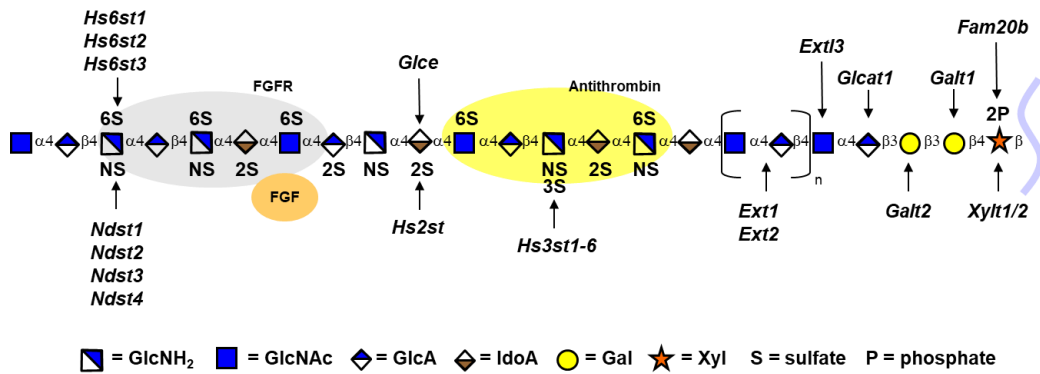 Hs6st1
Hs6st2
Hs6st3
Glce
Extl3
Fam20b
Glcat1
Galt1
FGFR
Antithrombin
6S 6S 6S 6S 6S 2P
α4 β4 α4 β4 α4 α4 α4 β4 α4 α4 α4 α4 β4 α4 α4 α4 α4 α4 β4 α4 β3 β3 β4 β
NS NS 2S 2S NS 2S NS 2S NS
3S
n
FGF
Ndst1
Ndst2
Ndst3
Ndst4
Hs2st
Hs3st1-6
Ext1
Ext2
Galt2
Xylt1/2
= GlcNH2 = GlcNAc = GlcA = IdoA = Gal = Xyl S = sulfate P = phosphate